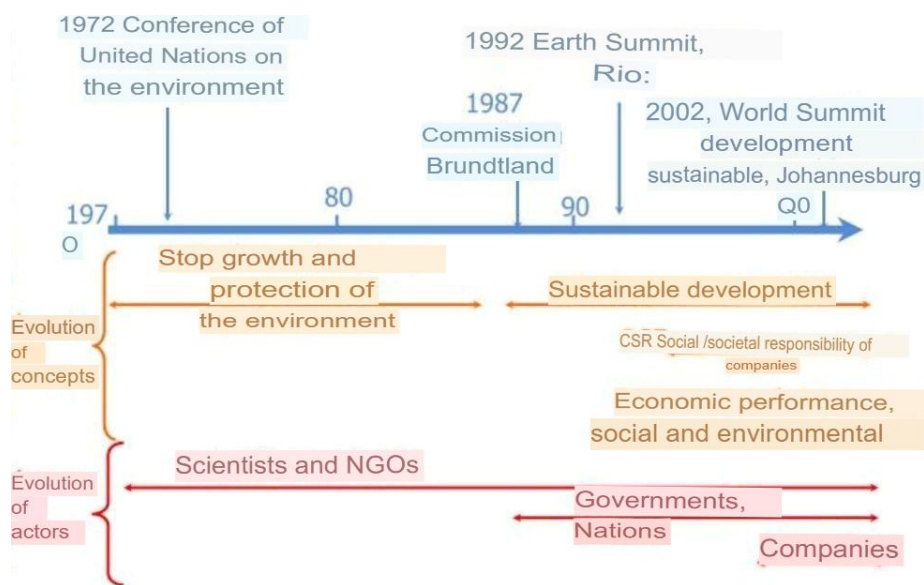 1972 Conference of
United Nations on
the environment
1992 Earth Summit,
Rio:
1987
Commission
Brundtland
2002, World Summit
development
sustainable, Johannesburg
197
O
80
90
Q0
Stop growth and
protection of
the environment
Sustainable development
Evolution
of
concepts
CSR Social /societal responsibility of
companies
Economic performance,
social and environmental
Scientists and NGOs
Evolution
of
actors
Governments,
Nations
Companies